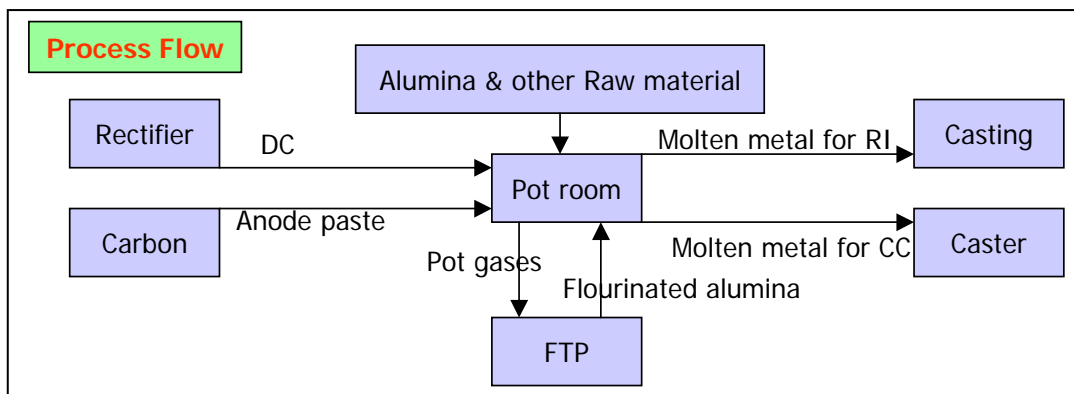 Process Flow
Alumina & other Raw material
Rectifier
DC
Molten metal for RI
Casting
Pot room
Carbon
Anode paste
Molten metal for CC
Caster
Pot gases
Flourinated alumina
FTP